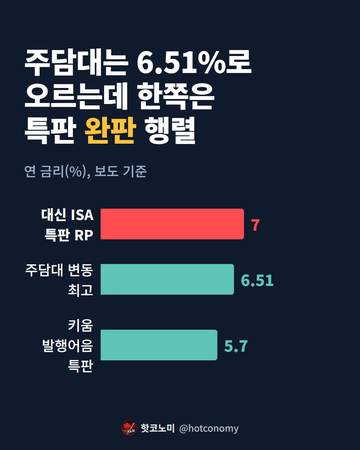 주담대는 6.51%로
오르는데 한쪽은
특판 완판 행렬
연 금리(%), 보도 기준
대신 ISA
특판 RP
7
주담대 변동
최고
6.51
키움
발행어음
특판
5.7
핫코노미 @hotconomy